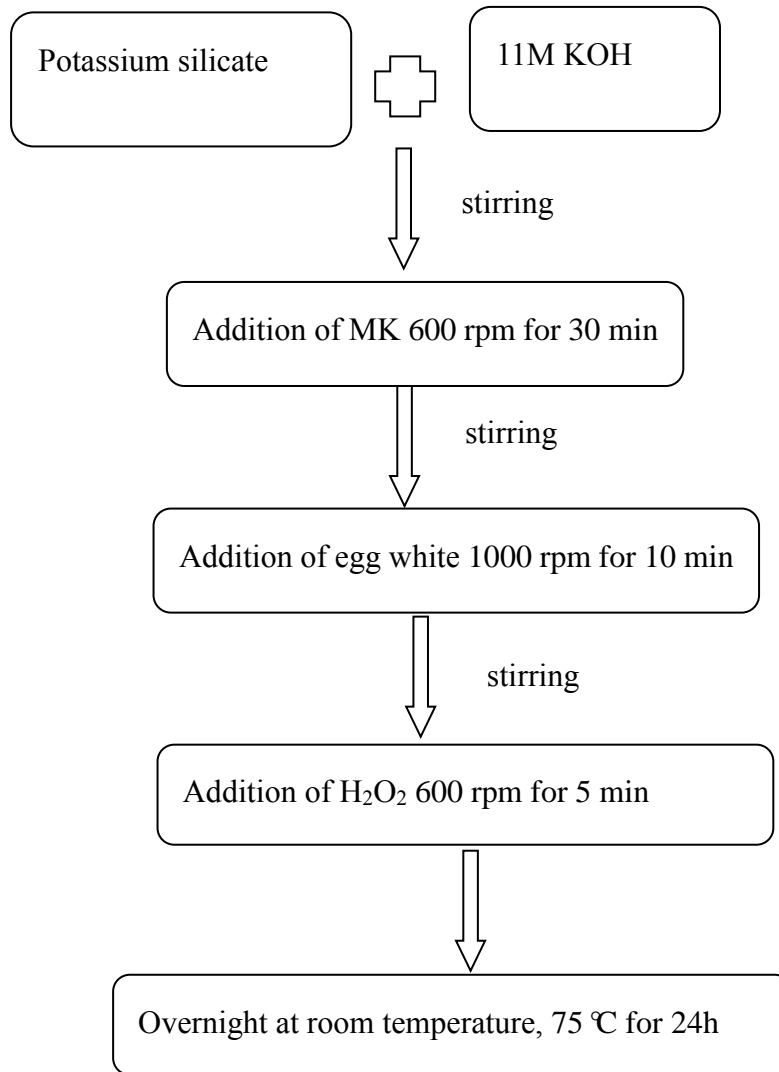 Potassium silicate
11M KOH
stirring
Addition of MK 600 rpm for 30 min
stirring
Addition of egg white 1000 rpm for 10 min
stirring
Addition of H₂O₂ 600 rpm for 5 min
Overnight at room temperature, 75 ℃ for 24h